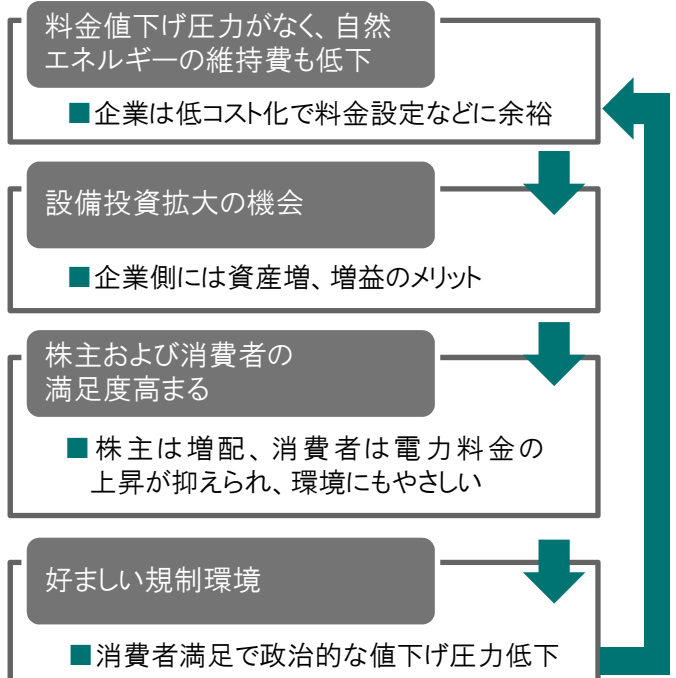 料金値下げ圧力がなく、自然
エネルギーの維持費も低下
■企業は低コスト化で料金設定などに余裕
設備投資拡大の機会
■企業側には資産増、増益のメリット
株主および消費者の
満足度高まる
■株主は増配、消費者は電力料金の
上昇が抑えられ、環境にもやさしい
好ましい規制環境
■消費者満足で政治的な値下げ圧力低下